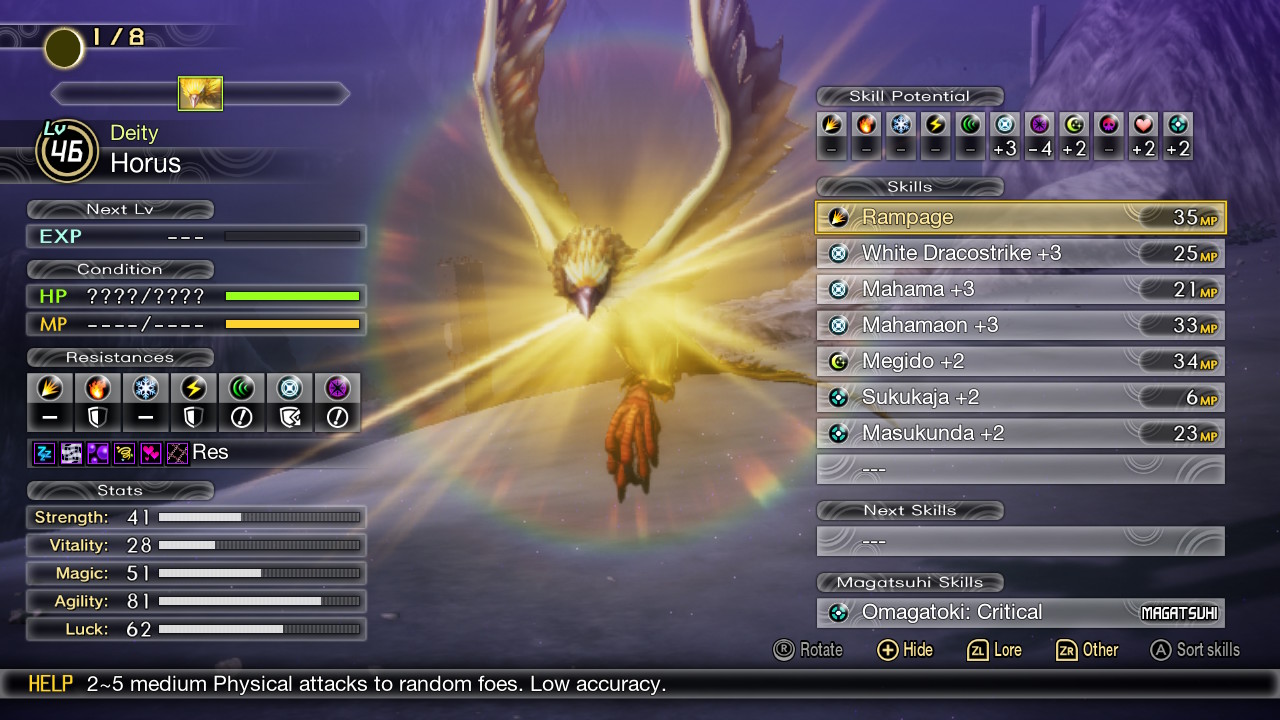 1 / 8
Lv 46
Deity
Horus
Next Lv
EXP ---
Condition
HP ????/????
MP ----/----
Resistances
Res
Stats
Strength: 41
Vitality: 28
Magic: 51
Agility: 81
Luck: 62
Skill Potential
– – – – – +3 -4 +2 – +2 +2
Skills
Rampage 35MP
White Dracostrike +3 25MP
Mahama +3 21MP
Mahamaon +3 33MP
Megido +2 34MP
Sukukaja +2 6MP
Masukunda +2 23MP
---
Next Skills
---
Magatsuhi Skills
Omagatoki: Critical MAGATSUHI
R Rotate + Hide ZL Lore ZR Other A Sort skills
HELP 2~5 medium Physical attacks to random foes. Low accuracy.